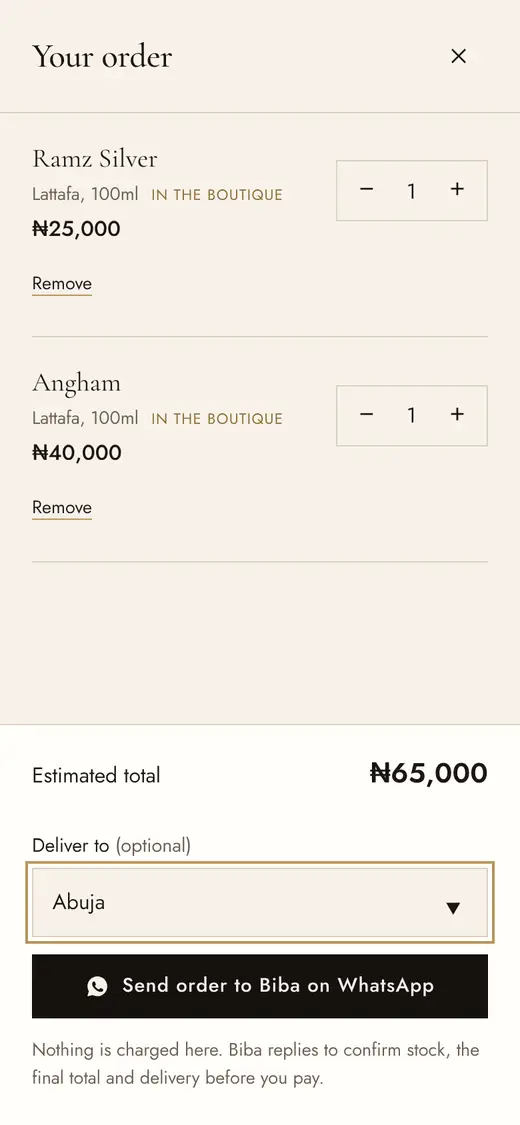 Your order
Ramz Silver
Lattafa, 100ml IN THE BOUTIQUE
₦25,000
− 1 +
Remove
Angham
Lattafa, 100ml IN THE BOUTIQUE
₦40,000
− 1 +
Remove
Estimated total ₦65,000
Deliver to (optional)
Abuja
Send order to Biba on WhatsApp
Nothing is charged here. Biba replies to confirm stock, the
final total and delivery before you pay.